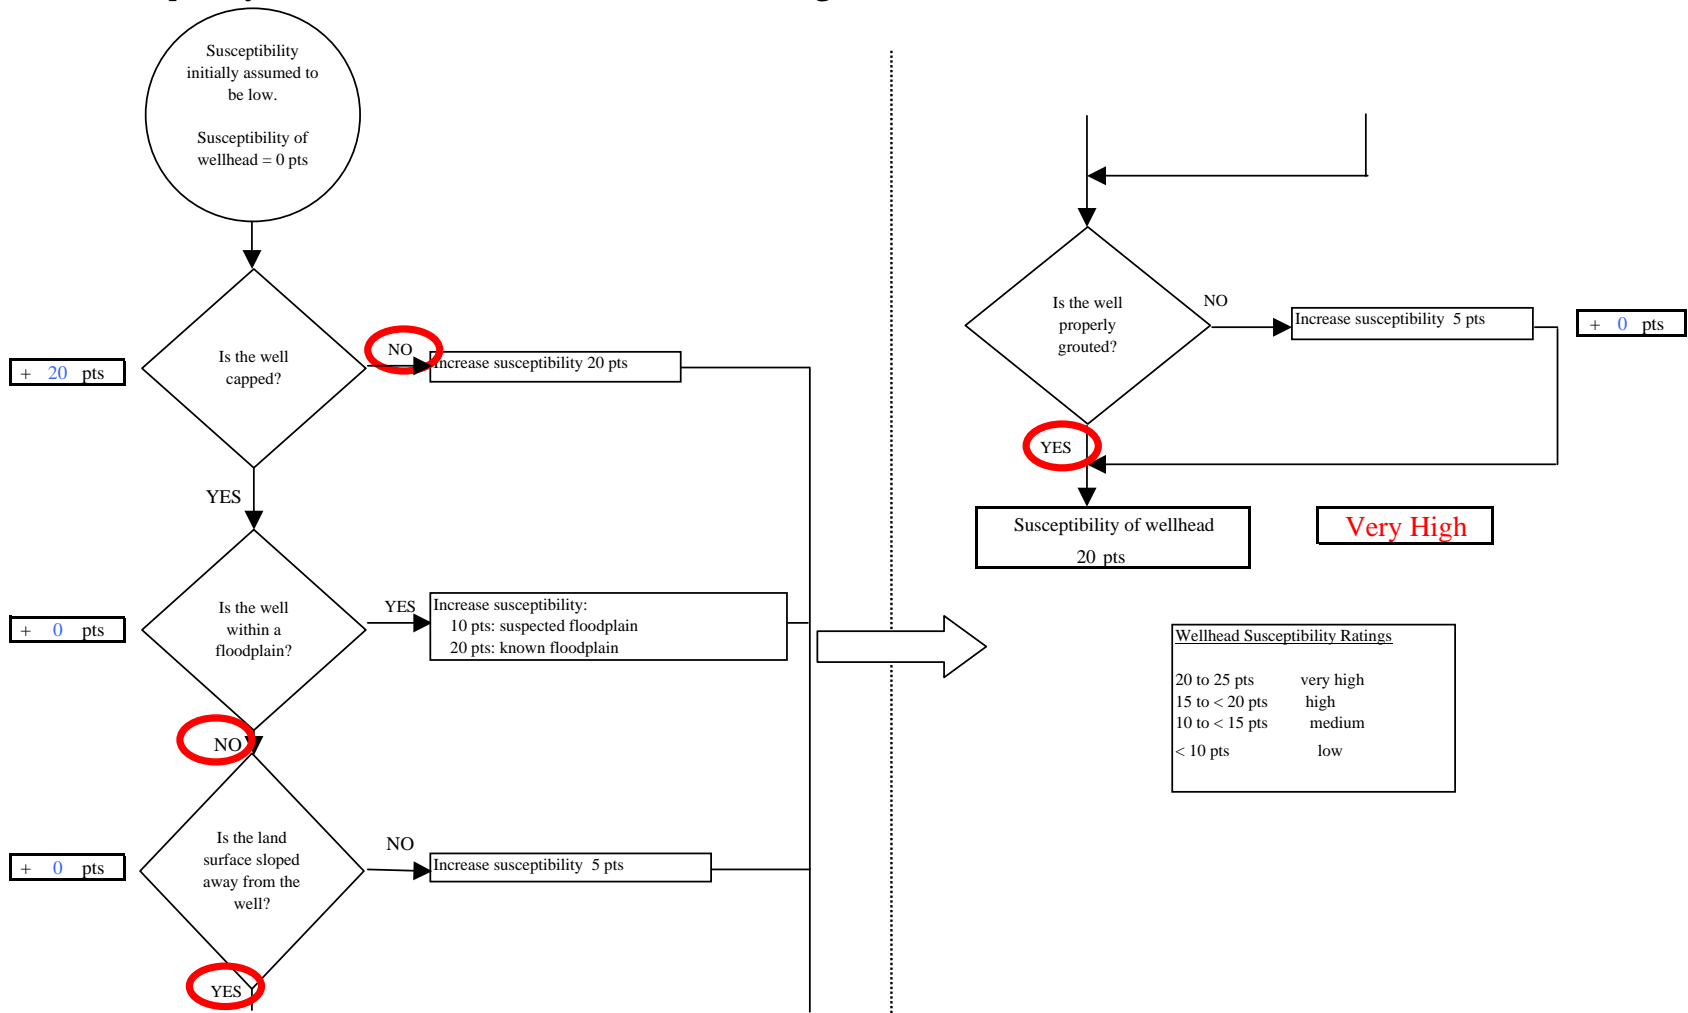 Susceptibility
initially assumed to
be low.
Susceptibility of
wellhead = 0 pts
Is the well
capped?
NO
Increase susceptibility 20 pts
+ 20 pts
YES
Is the well
within a
floodplain?
YES
Increase susceptibility:
10 pts: suspected floodplain
20 pts: known floodplain
+ 0 pts
NO
Is the land
surface sloped
away from the
well?
NO
Increase susceptibility 5 pts
+ 0 pts
YES
Is the well
properly
grouted?
NO
Increase susceptibility 5 pts
+ 0 pts
YES
Susceptibility of wellhead
20 pts
Very High
Wellhead Susceptibility Ratings
20 to 25 pts very high
15 to < 20 pts high
10 to < 15 pts medium
< 10 pts low